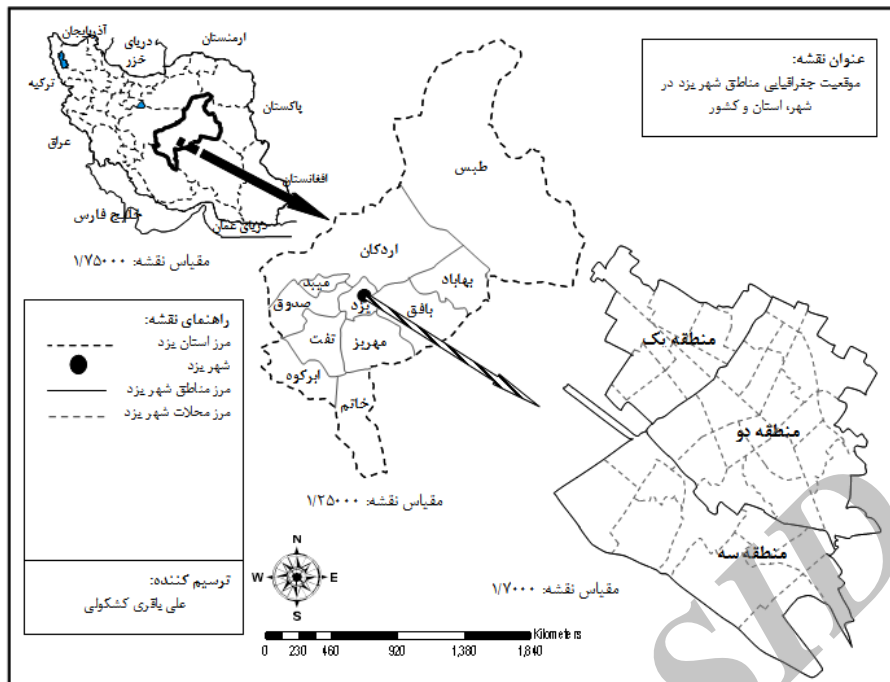 عنوان نقشه:
موقعیت جغرافیایی مناطق شهر یزد در
شهر، استان و کشور
آذربایجان
دریای
خزر
ارمنستان
ترکیه
پاکستان
عراق
افغانستان
خلیج فارس
دریای عمان
مقیاس نقشه: ۱/۷۵۰۰۰
طبس
اردکان
میبد
بهاباد
صدوق
یزد
بافق
تفت
مهریز
ابرکوه
خاتم
مقیاس نقشه: ۱/۲۵۰۰۰
منطقه یک
منطقه دو
منطقه سه
مقیاس نقشه: ۱/۷۰۰۰
راهنمای نقشه:
مرز استان یزد
شهر یزد
مرز مناطق شهر یزد
مرز محلات شهر یزد
ترسیم کننده:
علی باقری کشکولی
N
W E
S
Kilometers
0 230 460 920 1,380 1,840
SID